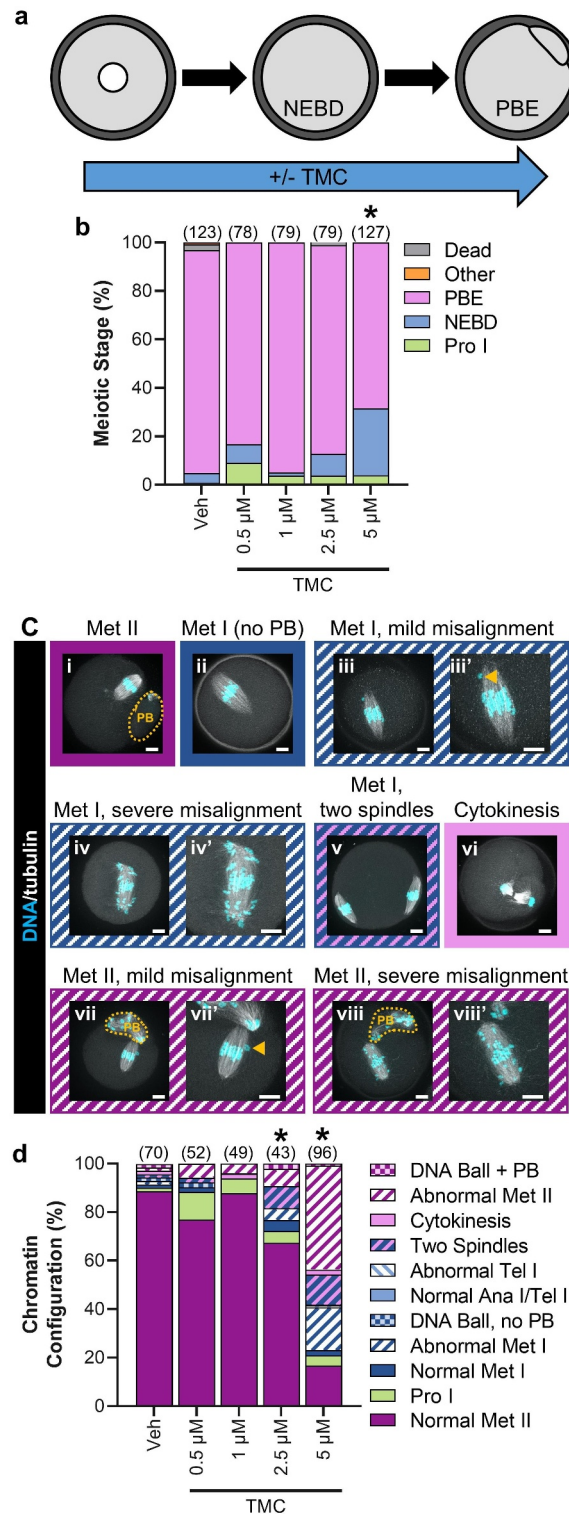 a
NEBD
PBE
+/- TMC
b
(123) (78) (79) (79) (127)
*
Meiotic Stage (%)
100
80
60
40
20
0
Dead
Other
PBE
NEBD
Pro I
Veh
0.5 µM
1 µM
2.5 µM
5 µM
TMC
C
DNA/tubulin
Met II
Met I (no PB)
Met I, mild misalignment
i
PB
ii
iii
iii'
Met I, severe misalignment
Met I,
two spindles
Cytokinesis
iv
iv'
v
vi
Met II, mild misalignment
Met II, severe misalignment
vii
PB
vii'
viii
PB
viii'
d
(70) (52) (49) (43) (96)
* *
Chromatin
Configuration (%)
100
80
60
40
20
0
DNA Ball + PB
Abnormal Met II
Cytokinesis
Two Spindles
Abnormal Tel I
Normal Ana I/Tel I
DNA Ball, no PB
Abnormal Met I
Normal Met I
Pro I
Normal Met II
Veh
0.5 µM
1 µM
2.5 µM
5 µM
TMC